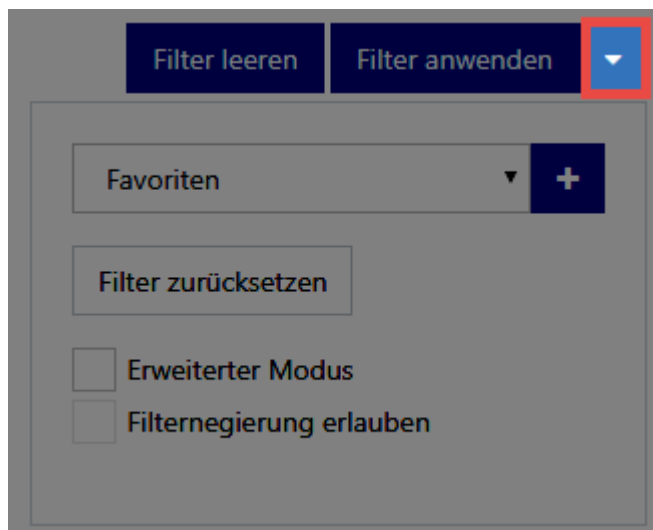 Filter leeren Filter anwenden
Favoriten
Filter zurücksetzen
Erweiterter Modus
Filternegierung erlauben